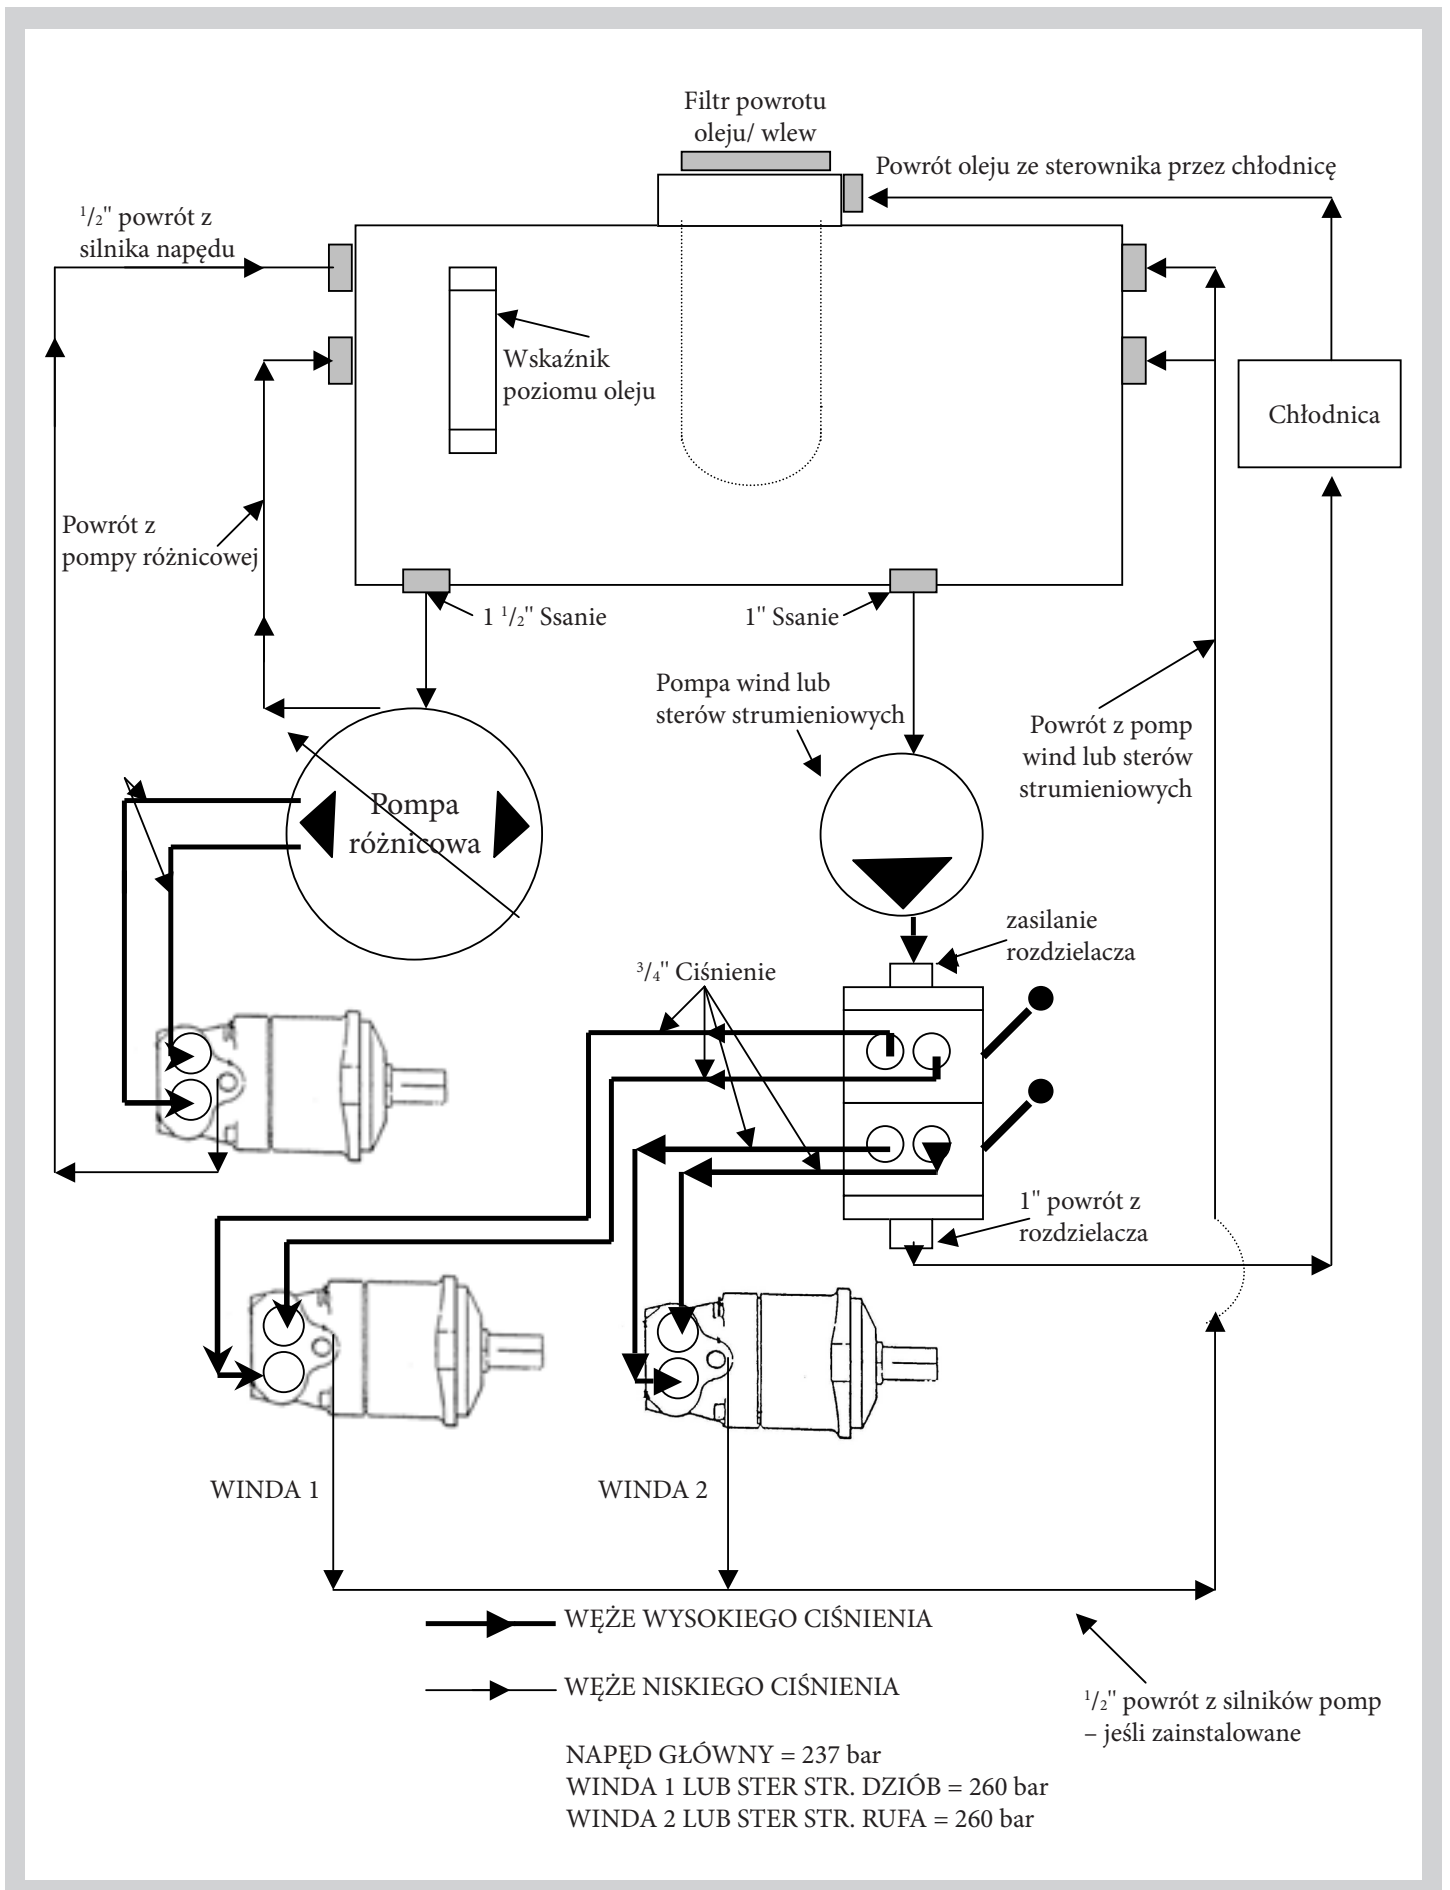 Filtr powrotu
oleju/ wlew
Powrót oleju ze sterownika przez chłodnicę
1/2" powrót z
silnika napędu
Wskaźnik
poziomu oleju
Chłodnica
Powrót z
pompy różnicowej
1 1/2" Ssanie
1" Ssanie
Pompa wind lub
sterów strumieniowych
Powrót z pomp
wind lub sterów
strumieniowych
Pompa
różnicowa
zasilanie
rozdzielacza
3/4" Ciśnienie
1" powrót z
rozdzielacza
WINDA 1
WINDA 2
WĘŻE WYSOKIEGO CIŚNIENIA
WĘŻE NISKIEGO CIŚNIENIA
1/2" powrót z silników pomp
– jeśli zainstalowane
NAPĘD GŁÓWNY = 237 bar
WINDA 1 LUB STER STR. DZIÓB = 260 bar
WINDA 2 LUB STER STR. RUFA = 260 bar